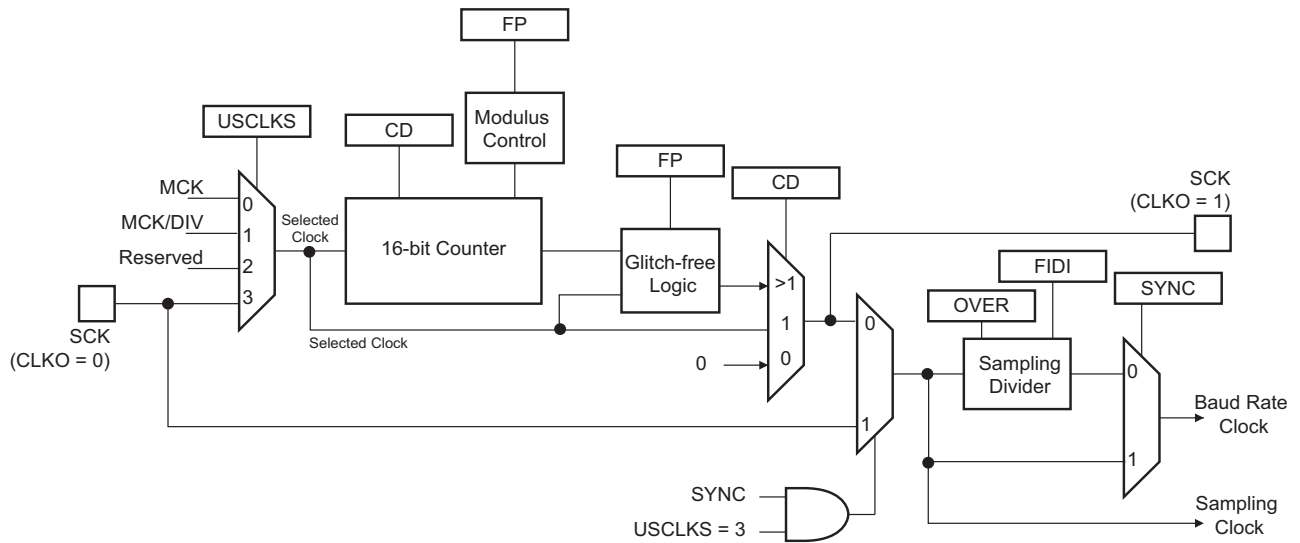 FP
USCLKS
CD
Modulus
Control
FP
CD
SCK
(CLKO = 1)
MCK
MCK/DIV
Reserved
0
1
2
3
Selected
Clock
16-bit Counter
Glitch-free
Logic
>1
1
0
0
SCK
(CLKO = 0)
Selected Clock
0
1
FIDI
OVER
SYNC
Sampling
Divider
0
1
Baud Rate
Clock
SYNC
USCLKS = 3
Sampling
Clock